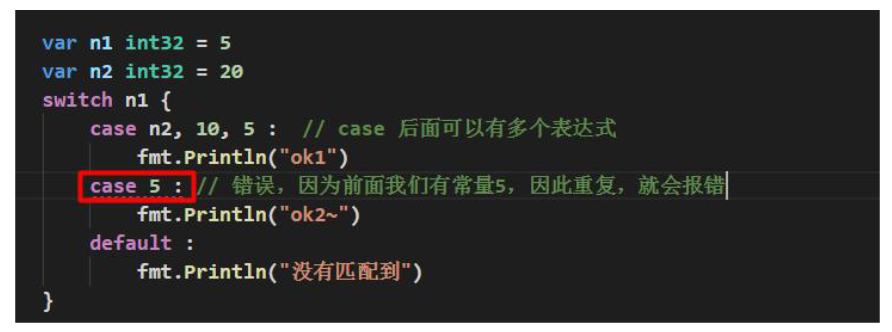 var n1 int32 = 5
var n2 int32 = 20
switch n1 {
case n2, 10, 5 :  // case 后面可以有多个表达式
fmt.Println("ok1")
case 5 : // 错误，因为前面我们有常量5，因此重复，就会报错
fmt.Println("ok2~")
default :
fmt.Println("没有匹配到")
}